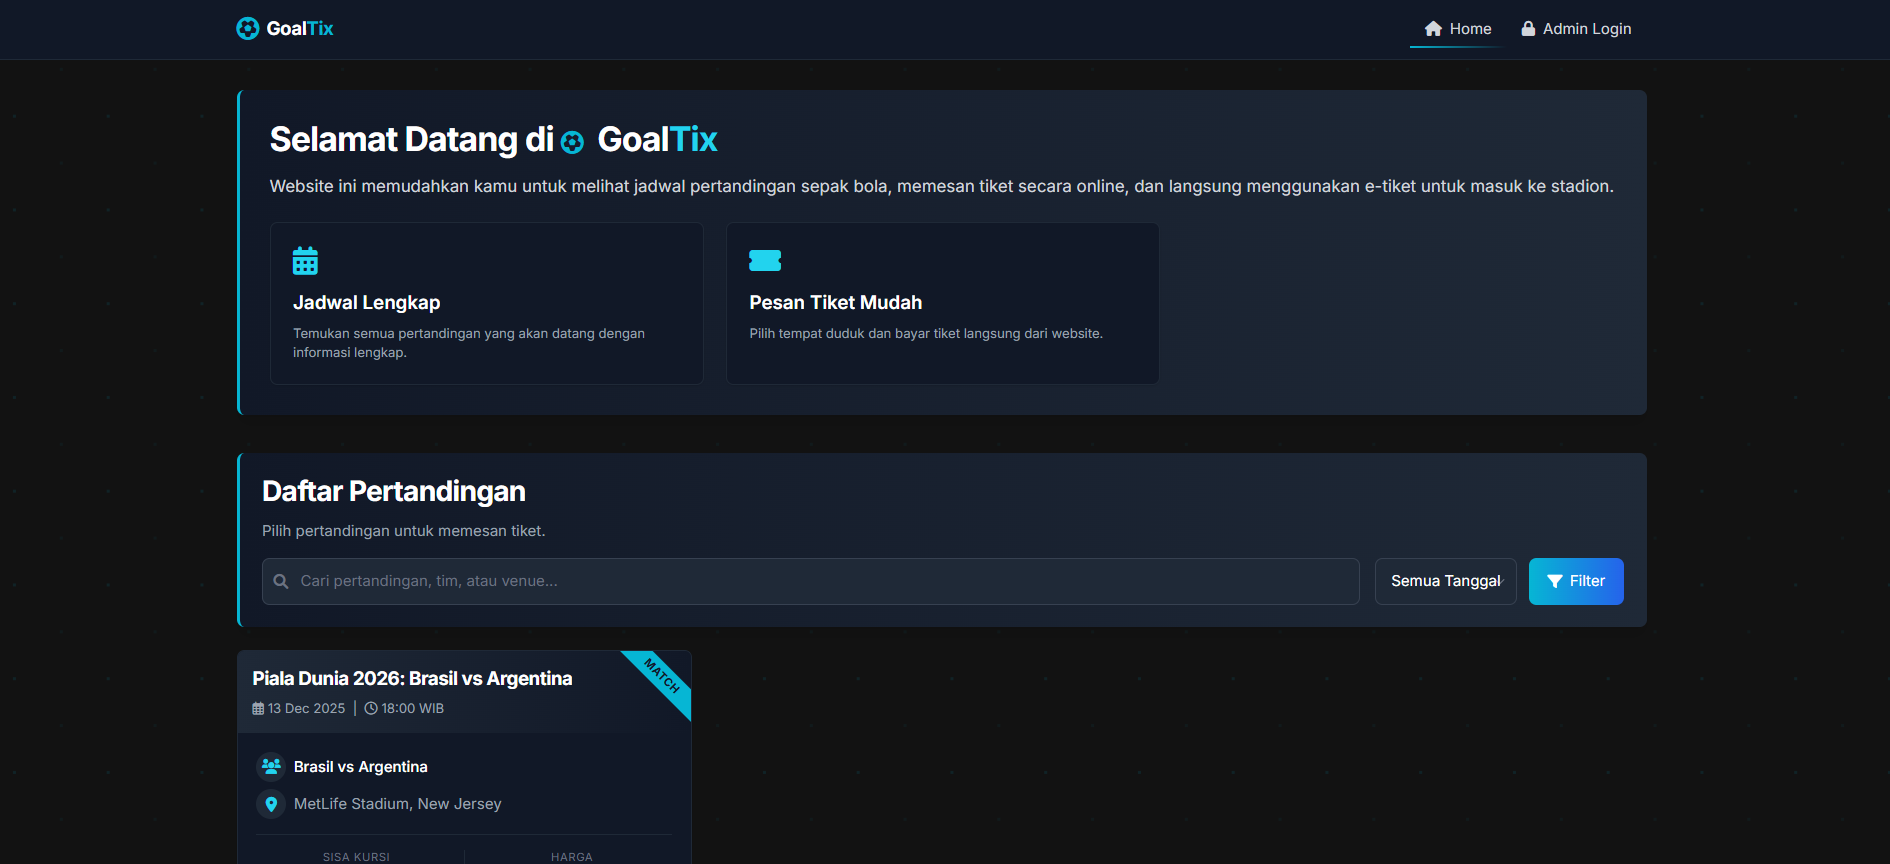 GoalTix
Home
Admin Login
Selamat Datang di GoalTix
Website ini memudahkan kamu untuk melihat jadwal pertandingan sepak bola, memesan tiket secara online, dan langsung menggunakan e-tiket untuk masuk ke stadion.
Jadwal Lengkap
Temukan semua pertandingan yang akan datang dengan
informasi lengkap.
Pesan Tiket Mudah
Pilih tempat duduk dan bayar tiket langsung dari website.
Daftar Pertandingan
Pilih pertandingan untuk memesan tiket.
Cari pertandingan, tim, atau venue...
Semua Tanggal
Filter
Piala Dunia 2026: Brasil vs Argentina
MATCH
13 Dec 2025 | 18:00 WIB
Brasil vs Argentina
MetLife Stadium, New Jersey
SISA KURSI
HARGA